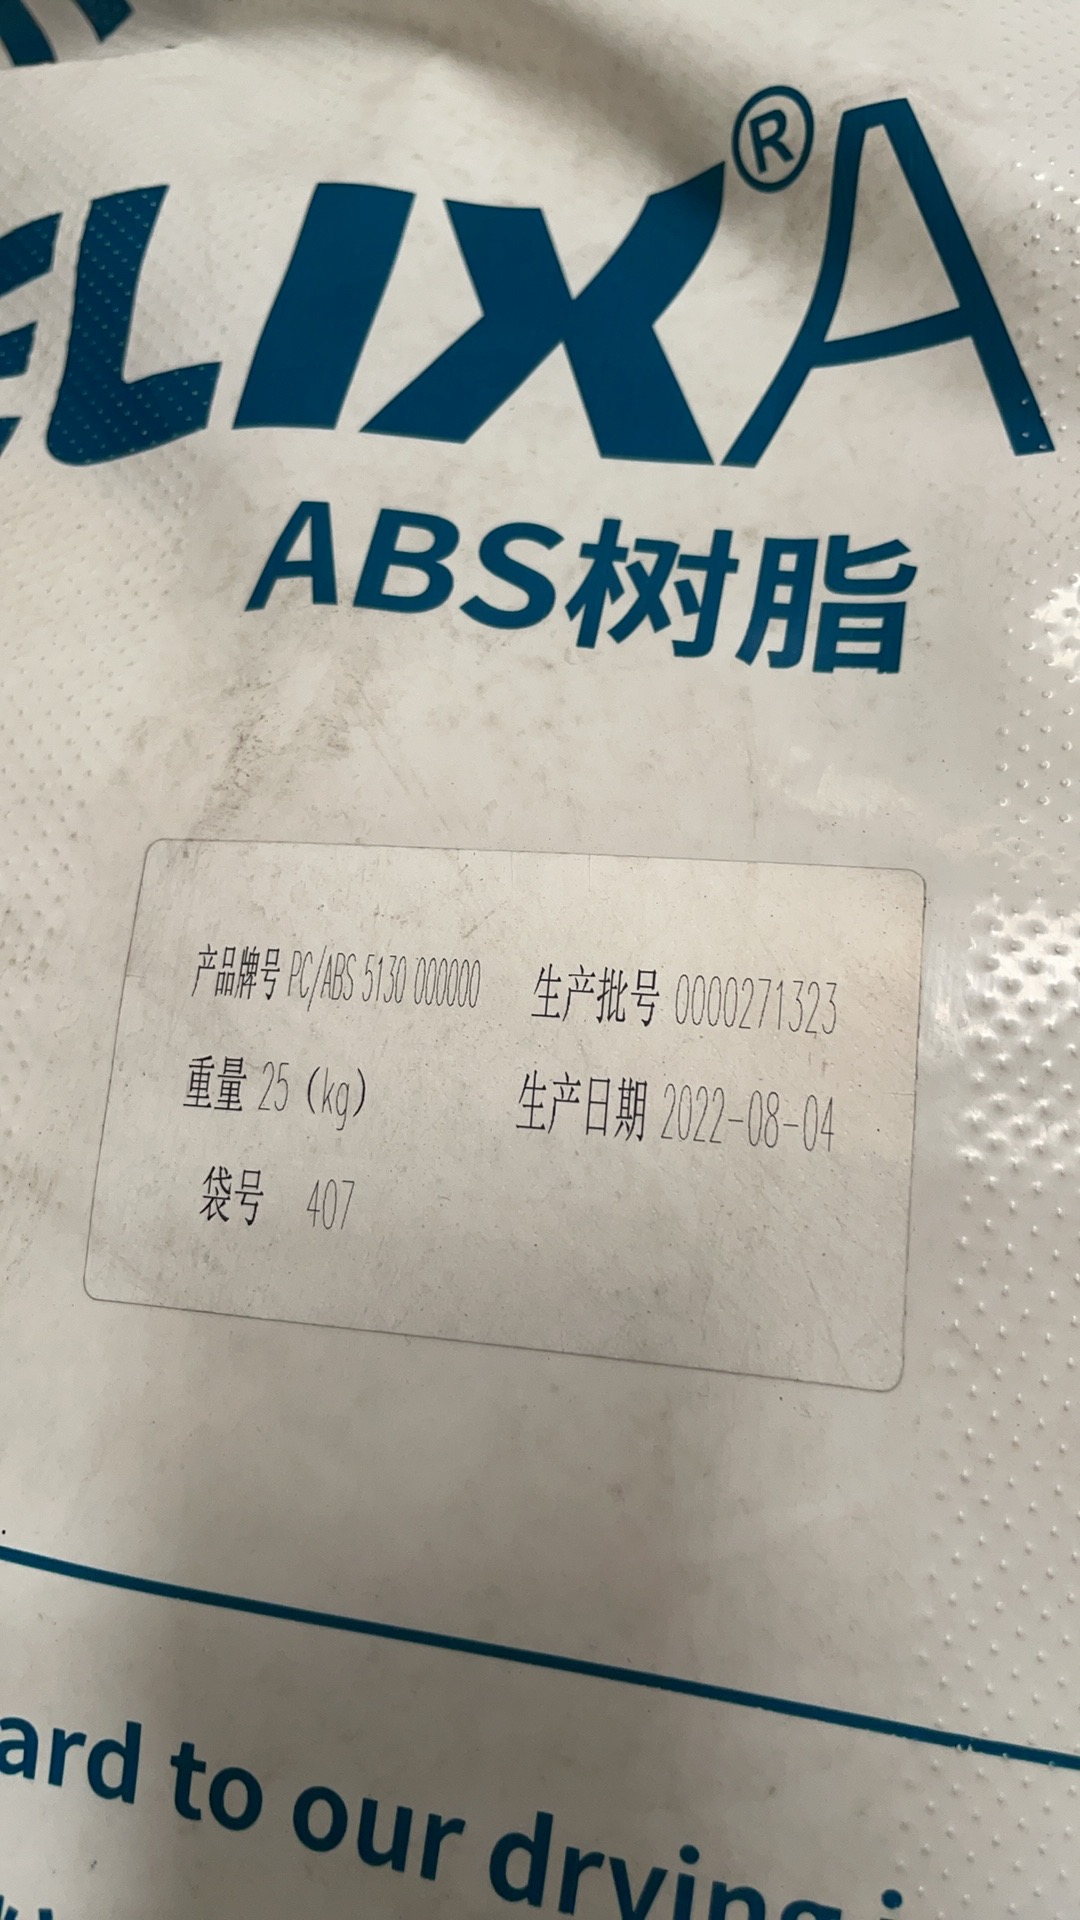 ELIXA®
ABS树脂
产品牌号 PC/ABS 5130 000000 生产批号 0000271323
重量 25 (kg) 生产日期 2022-08-04
袋号 407
ard to our drying